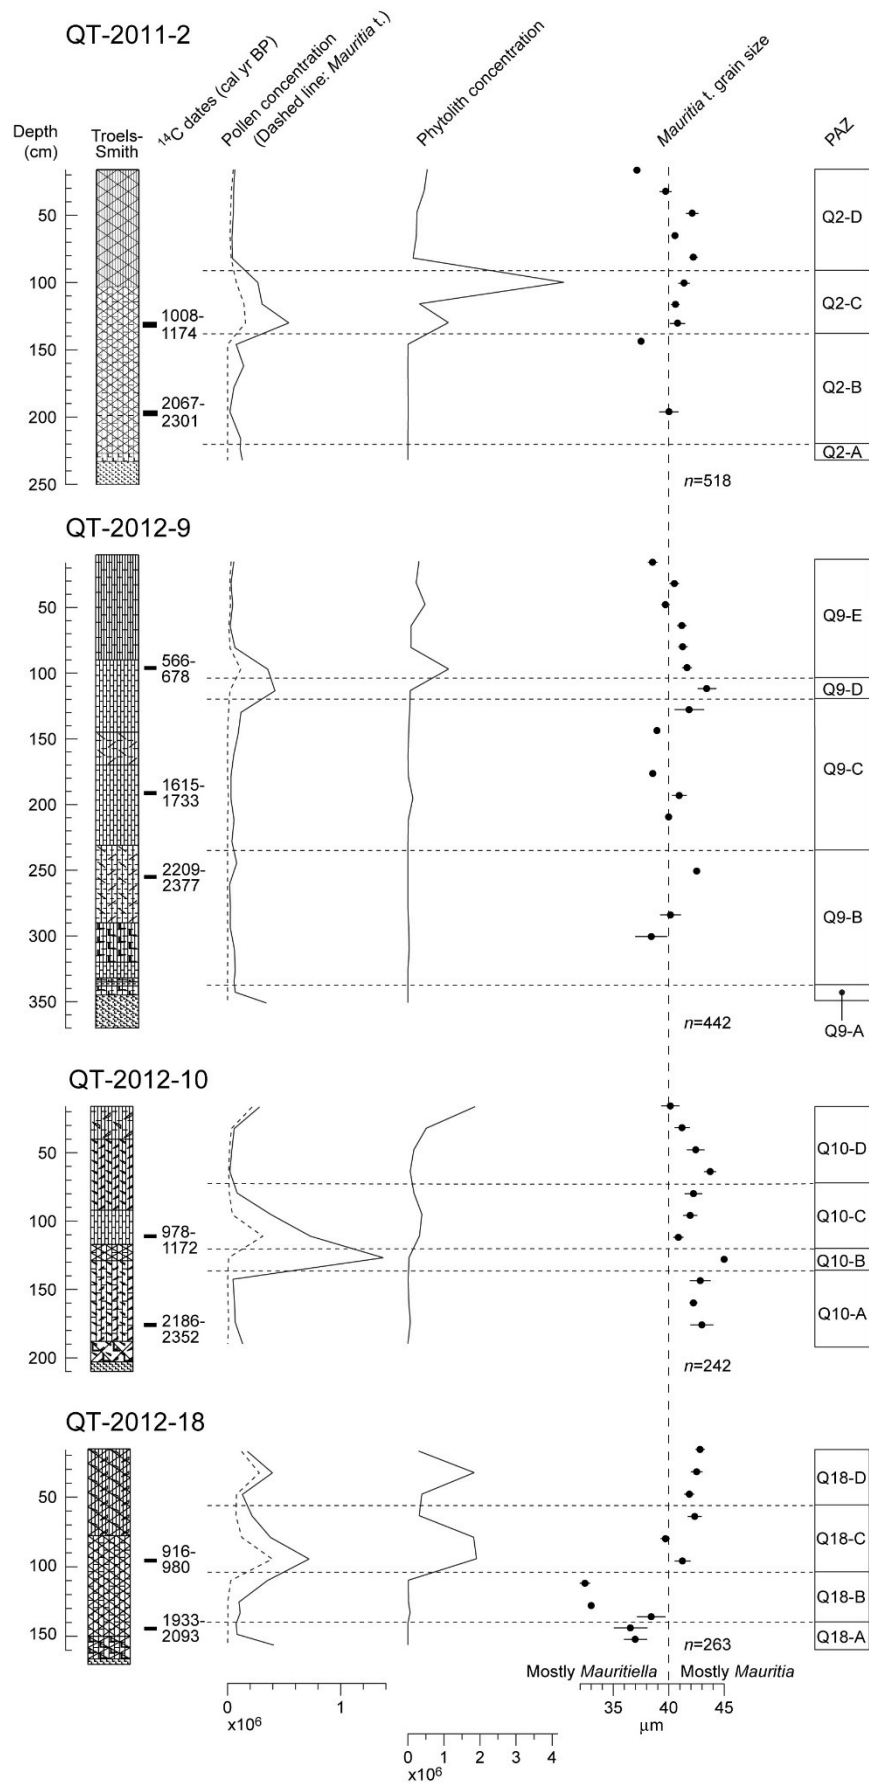 QT-2011-2
Depth
(cm)
Troels-
Smith
14C dates (cal yr BP)
Pollen concentration
(Dashed line: Mauritia t.)
Phytolith concentration
Mauritia t. grain size
PAZ
50
100
150
200
250
1008-
1174
2067-
2301
Q2-D
Q2-C
Q2-B
Q2-A
n=518
QT-2012-9
50
100
150
200
250
300
350
566-
678
1615-
1733
2209-
2377
Q9-E
Q9-D
Q9-C
Q9-B
Q9-A
n=442
QT-2012-10
50
100
150
200
978-
1172
2186-
2352
Q10-D
Q10-C
Q10-B
Q10-A
n=242
QT-2012-18
50
100
150
916-
980
1933-
2093
Q18-D
Q18-C
Q18-B
Q18-A
n=263
Mostly Mauritiella Mostly Mauritia
0 1
x10⁶
35 40 45
µm
0 1 2 3 4
x10⁶